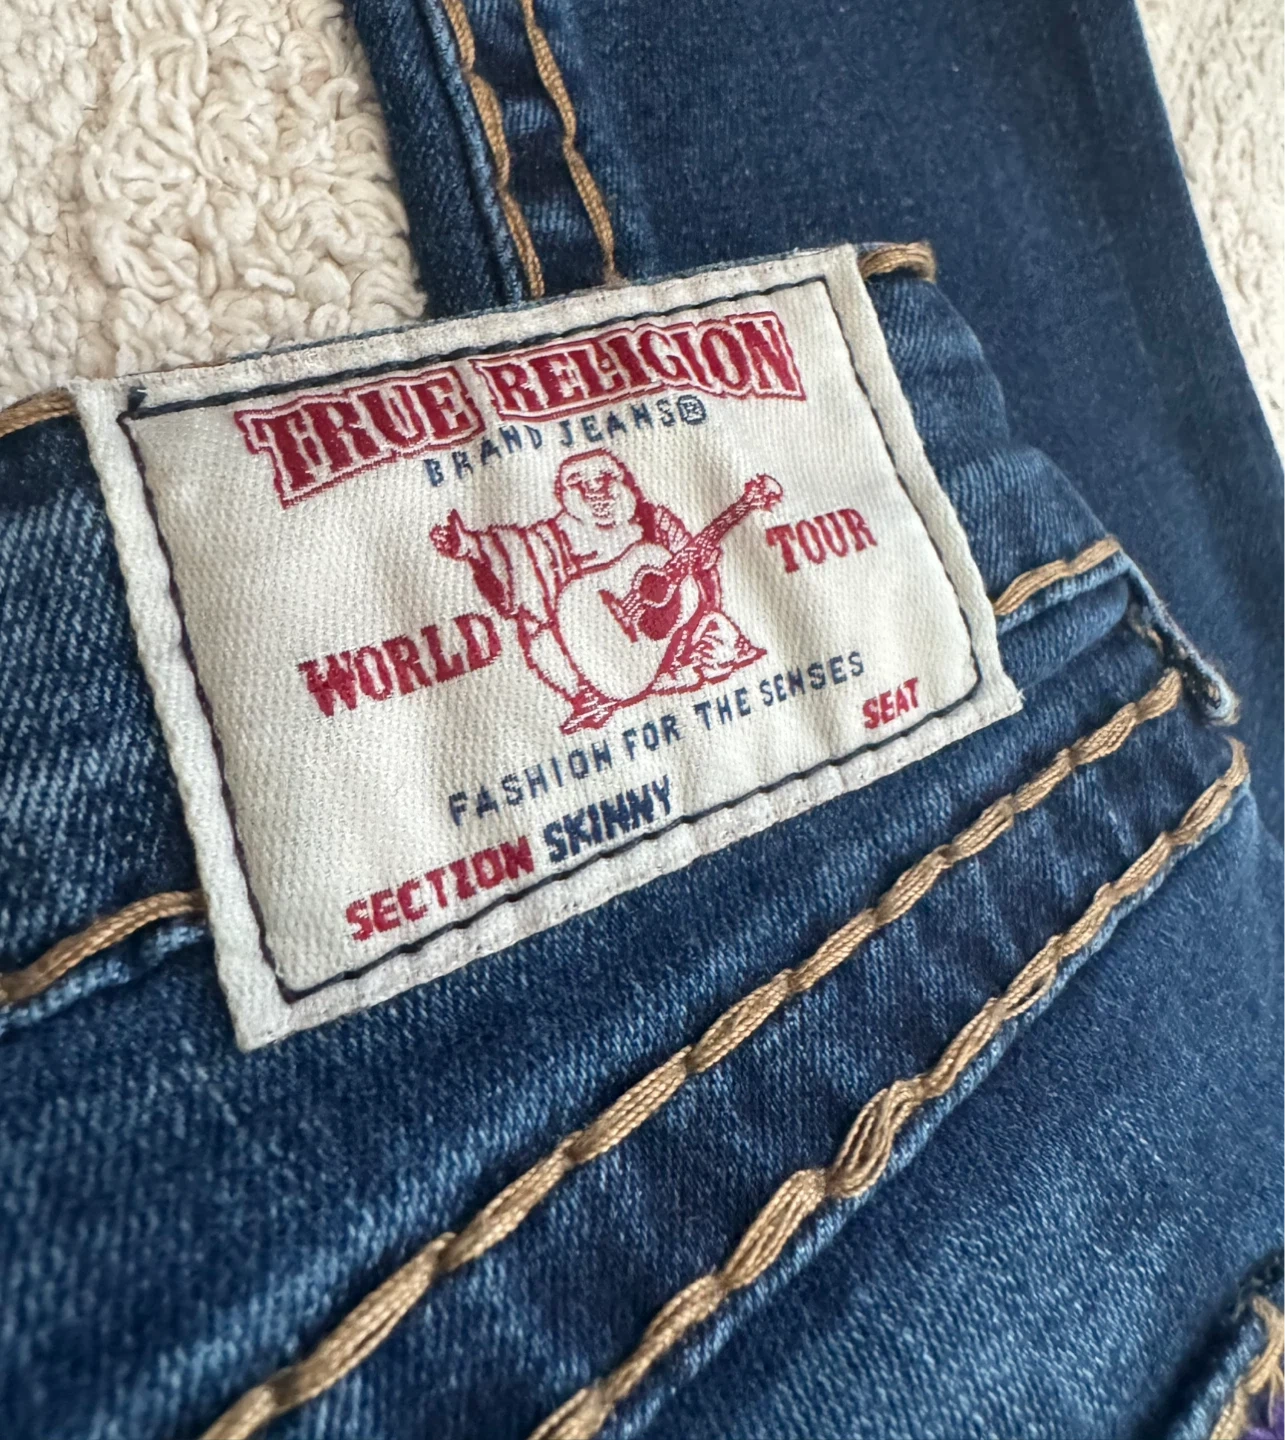 TRUE RELIGION
BRAND JEANS®
WORLD TOUR
FASHION FOR THE SENSES
SECTION SKINNY SEAT